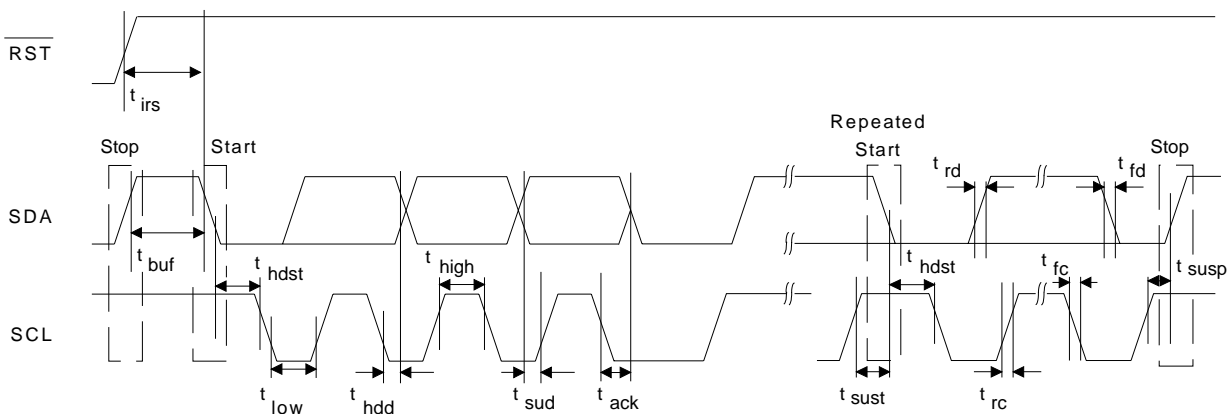 RST
t irs
Repeated
Stop Start Start Stop
t rd t fd
SDA
t buf t hdst t high t hdst t fc t susp
SCL
t low t hdd t sud t ack t sust t rc